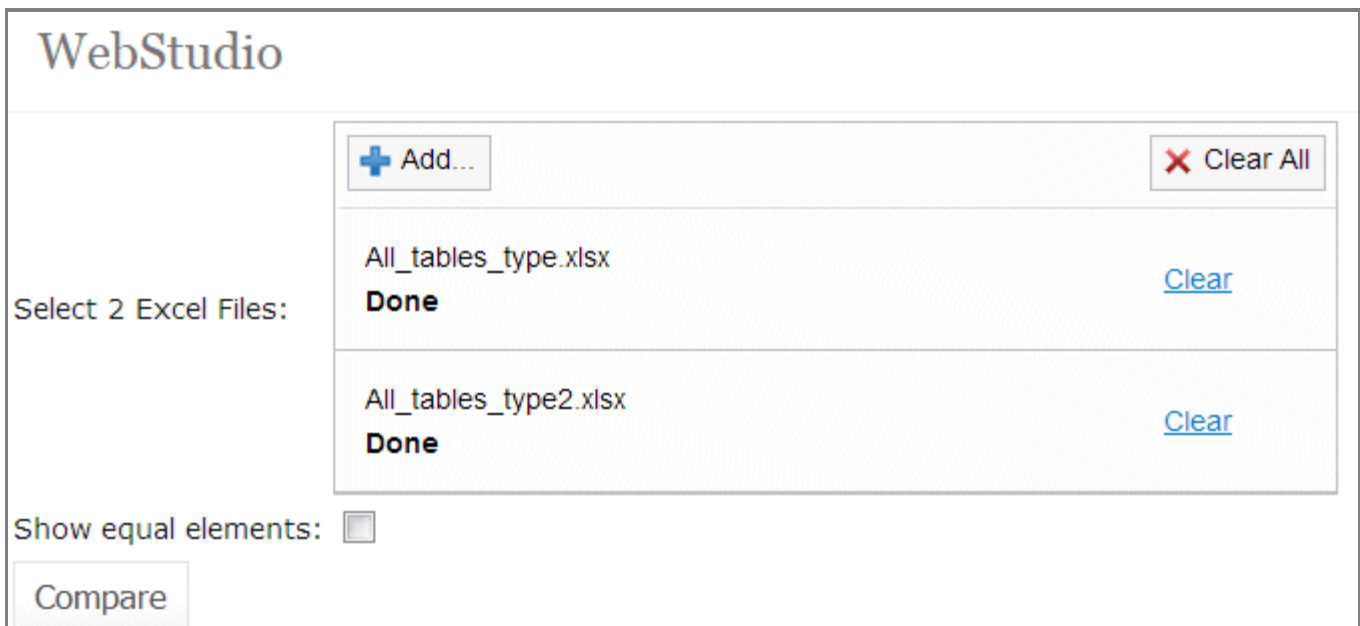 WebStudio
Add...
Clear All
Select 2 Excel Files:
All_tables_type.xlsx
Done
Clear
All_tables_type2.xlsx
Done
Clear
Show equal elements:
Compare